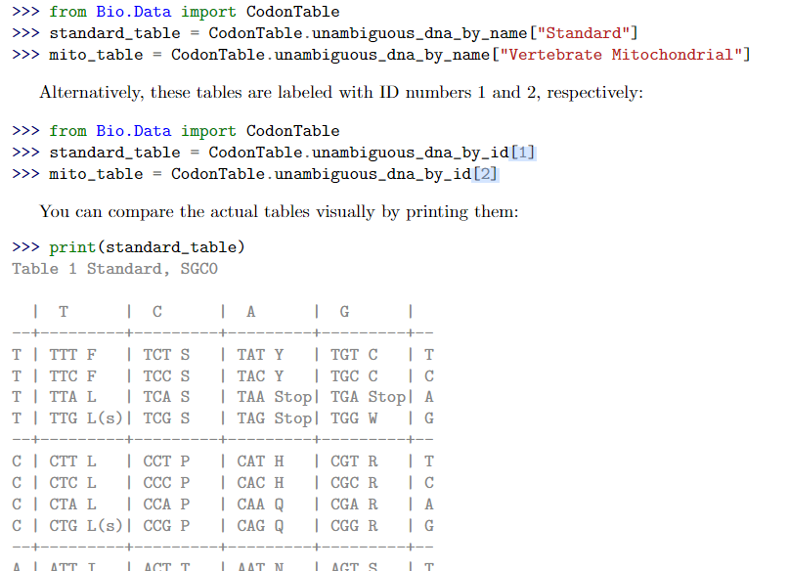 >>> from Bio.Data import CodonTable
>>> standard_table = CodonTable.unambiguous_dna_by_name["Standard"]
>>> mito_table = CodonTable.unambiguous_dna_by_name["Vertebrate Mitochondrial"]
Alternatively, these tables are labeled with ID numbers 1 and 2, respectively:
>>> from Bio.Data import CodonTable
>>> standard_table = CodonTable.unambiguous_dna_by_id[1]
>>> mito_table = CodonTable.unambiguous_dna_by_id[2]
You can compare the actual tables visually by printing them:
>>> print(standard_table)
Table 1 Standard, SGC0
  |  T      |  C      |  A      |  G      |
--+---------+---------+---------+---------+--
T | TTT F   | TCT S   | TAT Y   | TGT C   | T
T | TTC F   | TCC S   | TAC Y   | TGC C   | C
T | TTA L   | TCA S   | TAA Stop| TGA Stop| A
T | TTG L(s)| TCG S   | TAG Stop| TGG W   | G
--+---------+---------+---------+---------+--
C | CTT L   | CCT P   | CAT H   | CGT R   | T
C | CTC L   | CCC P   | CAC H   | CGC R   | C
C | CTA L   | CCA P   | CAA Q   | CGA R   | A
C | CTG L(s)| CCG P   | CAG Q   | CGG R   | G
--+---------+---------+---------+---------+--
A | ATT I   | ACT T   | AAT N   | AGT S   | T